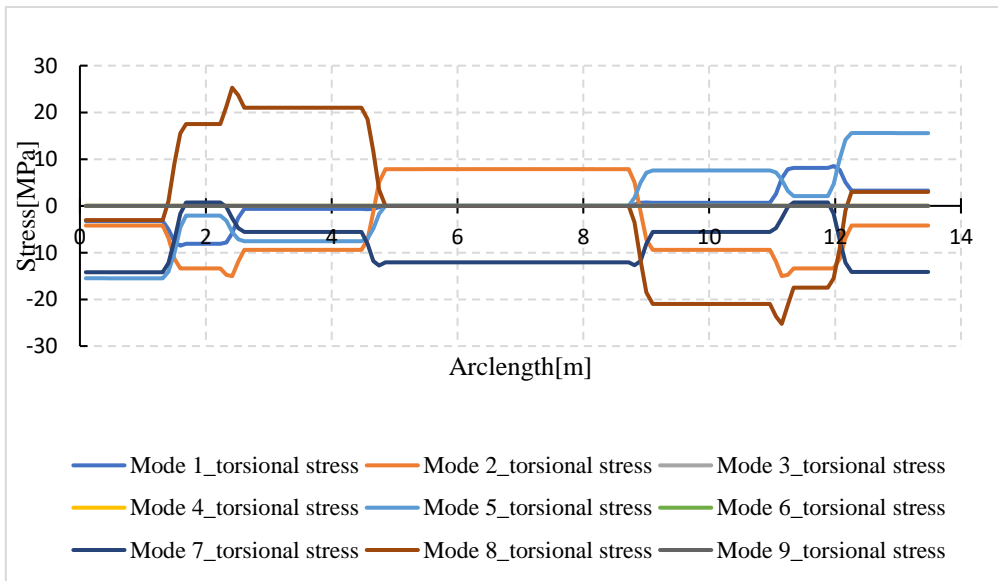 30
20
10
0
-10
-20
-30
Stress[MPa]
0 2 4 6 8 10 12 14
Arclength[m]
Mode 1_torsional stress Mode 2_torsional stress Mode 3_torsional stress
Mode 4_torsional stress Mode 5_torsional stress Mode 6_torsional stress
Mode 7_torsional stress Mode 8_torsional stress Mode 9_torsional stress